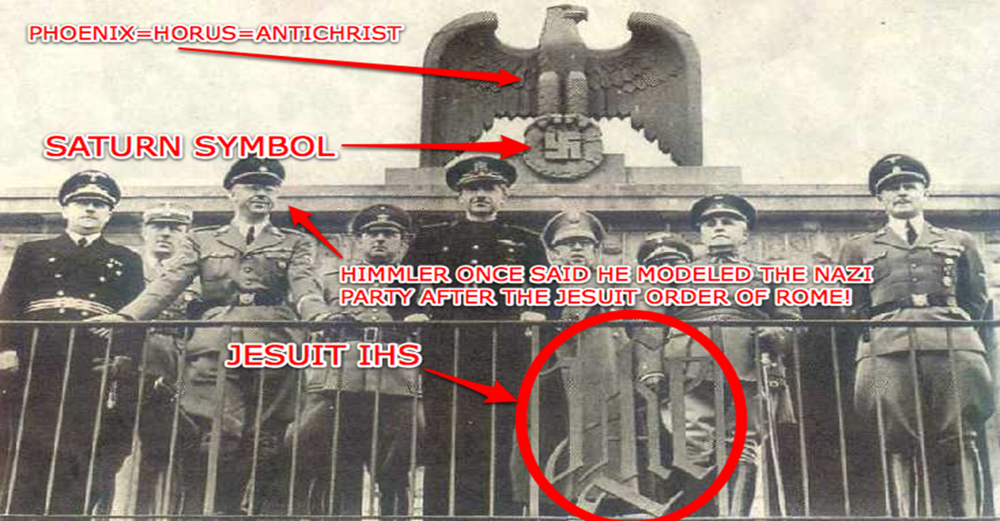 PHOENIX=HORUS=ANTICHRIST
SATURN SYMBOL
HIMMLER ONCE SAID HE MODELED THE NAZI
PARTY AFTER THE JESUIT ORDER OF ROME!
JESUIT IHS